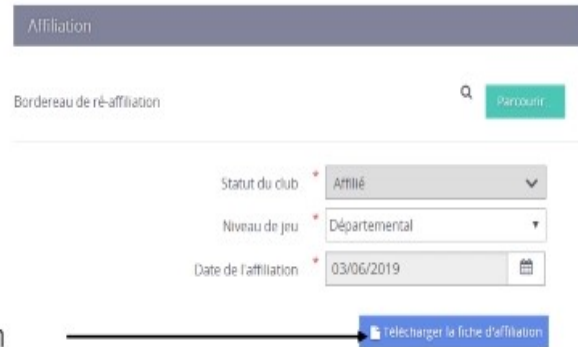 Affiliation
Bordereau de ré-affiliation
Parcourir
Statut du club * Affilié
Niveau de jeu * Départemental
Date de l'affiliation * 03/06/2019
Télécharger la fiche d'affiliation